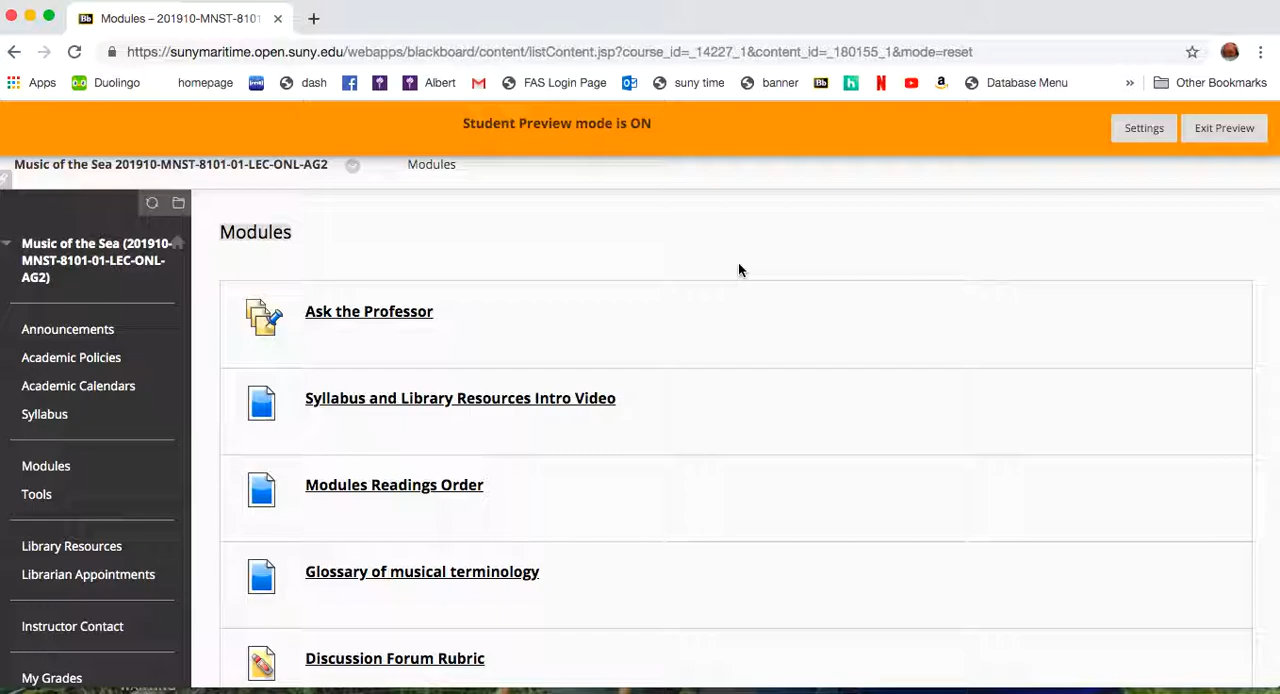 Modules – 201910-MNST-8101
https://sunymaritime.open.suny.edu/webapps/blackboard/content/listContent.jsp?course_id=_14227_1&content_id=_180155_1&mode=reset
Apps Duolingo homepage dash Albert FAS Login Page suny time banner Bb Database Menu » Other Bookmarks
Student Preview mode is ON
Settings Exit Preview
Music of the Sea 201910-MNST-8101-01-LEC-ONL-AG2 Modules
Music of the Sea (201910-
MNST-8101-01-LEC-ONL-
AG2)
Announcements
Academic Policies
Academic Calendars
Syllabus
Modules
Tools
Library Resources
Librarian Appointments
Instructor Contact
My Grades
Modules
Ask the Professor
Syllabus and Library Resources Intro Video
Modules Readings Order
Glossary of musical terminology
Discussion Forum Rubric